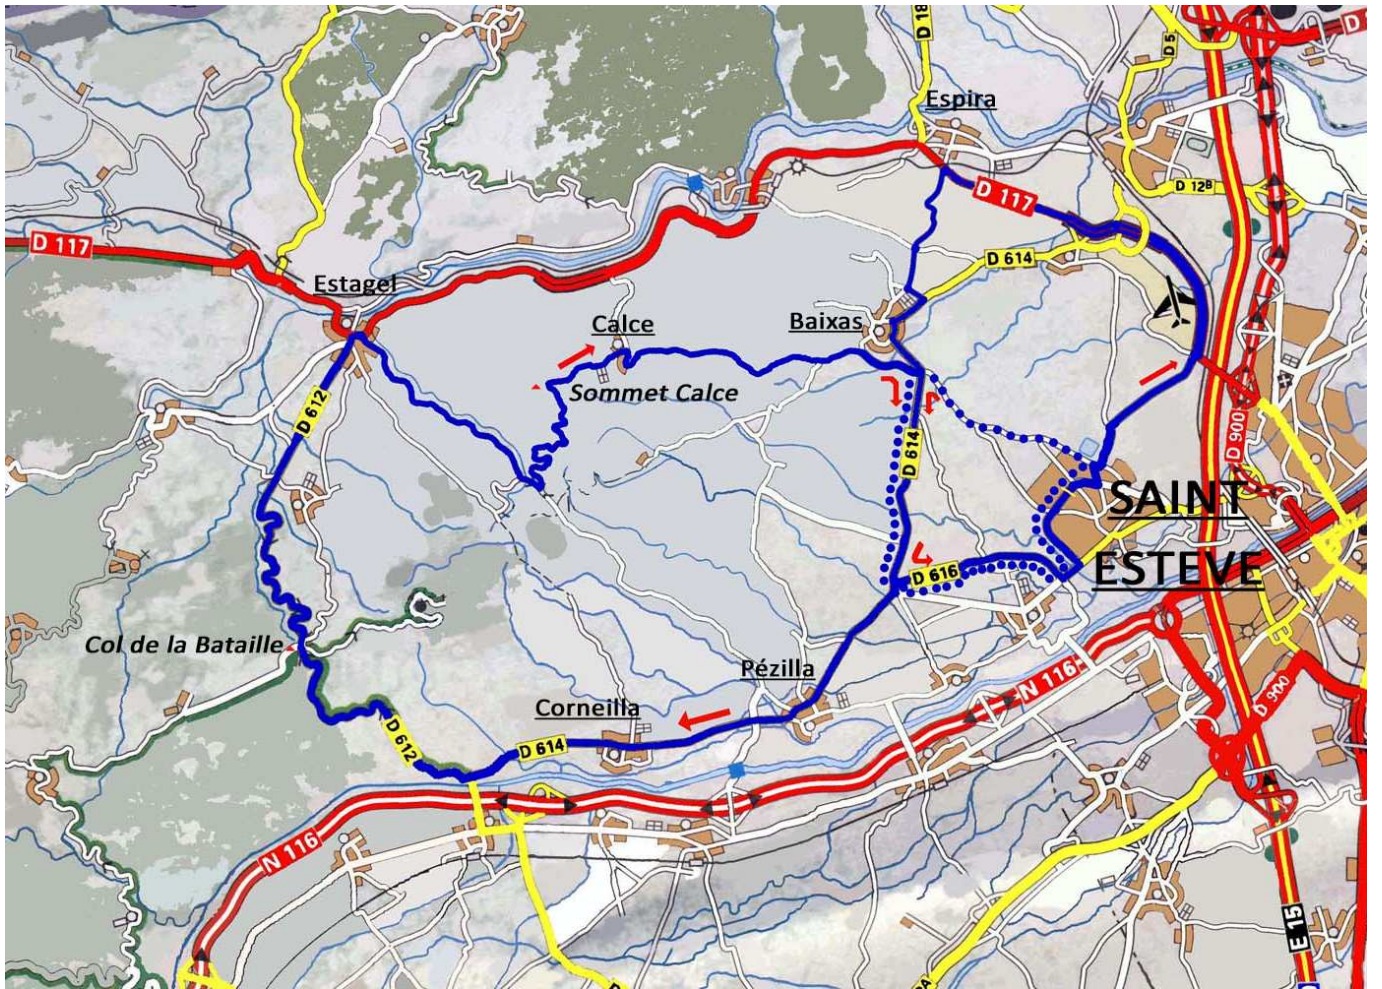 D 18
D 5
D 1
Espira
D 117
D 12B
D 117
D 614
Estagel
Calce
Baixas
Sommet Calce
D 612
D 614
D 900
SAINT
ESTEVE
D 616
Col de la Bataille
Pézilla
N 116
D 900
Corneilla
D 612
D 614
N 116
E 15